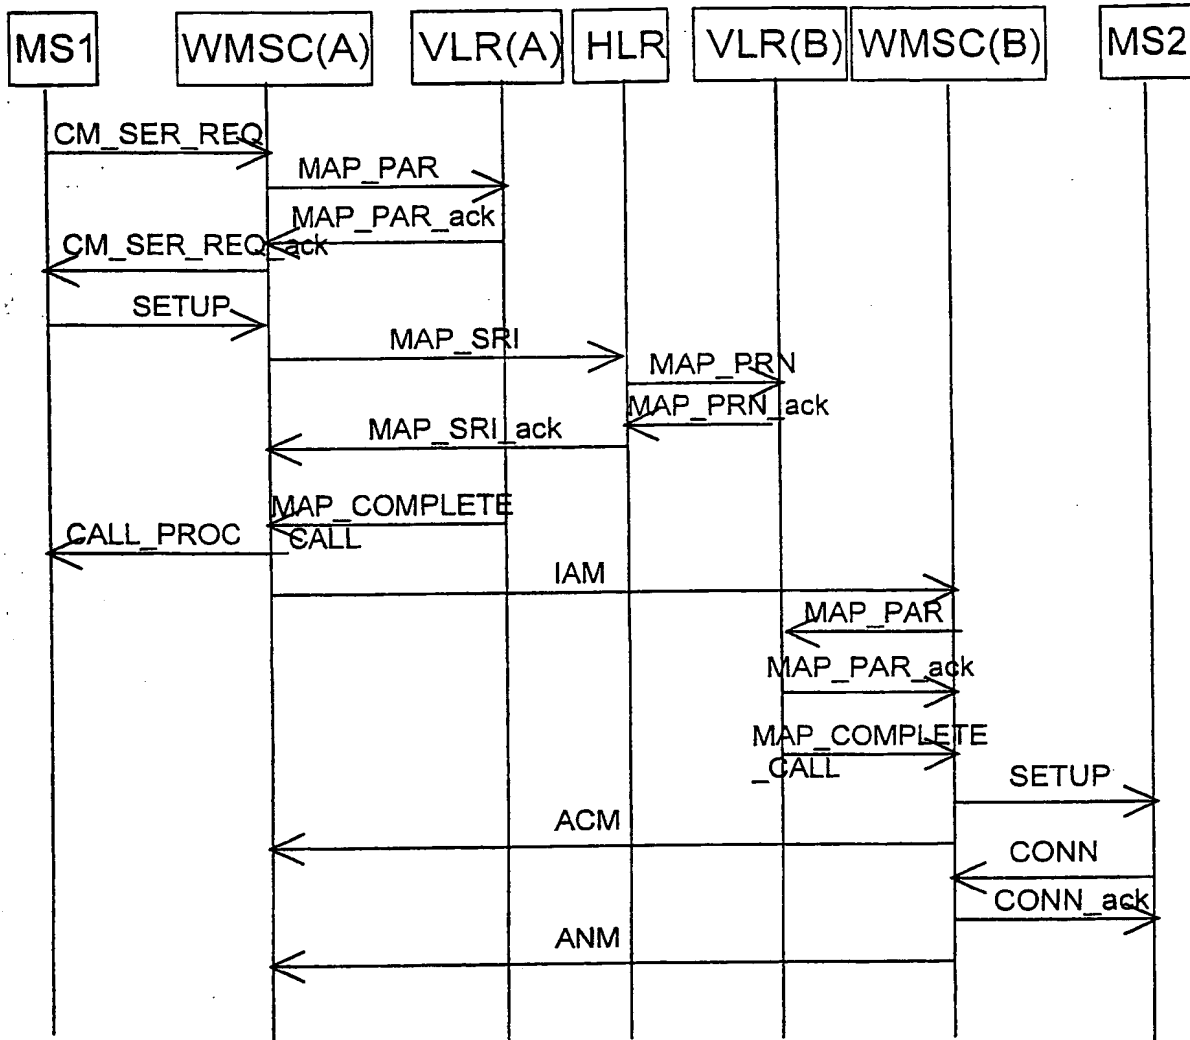 MS1
WMSC(A)
VLR(A)
HLR
VLR(B)
WMSC(B)
MS2
CM_SER_REQ
MAP_PAR
MAP_PAR_ack
CM_SER_REQ_ack
SETUP
MAP_SRI
MAP_PRN
MAP_PRN_ack
MAP_SRI_ack
MAP_COMPLETE
CALL
CALL_PROC
IAM
MAP_PAR
MAP_PAR_ack
MAP_COMPLETE
_CALL
SETUP
ACM
CONN
CONN_ack
ANM